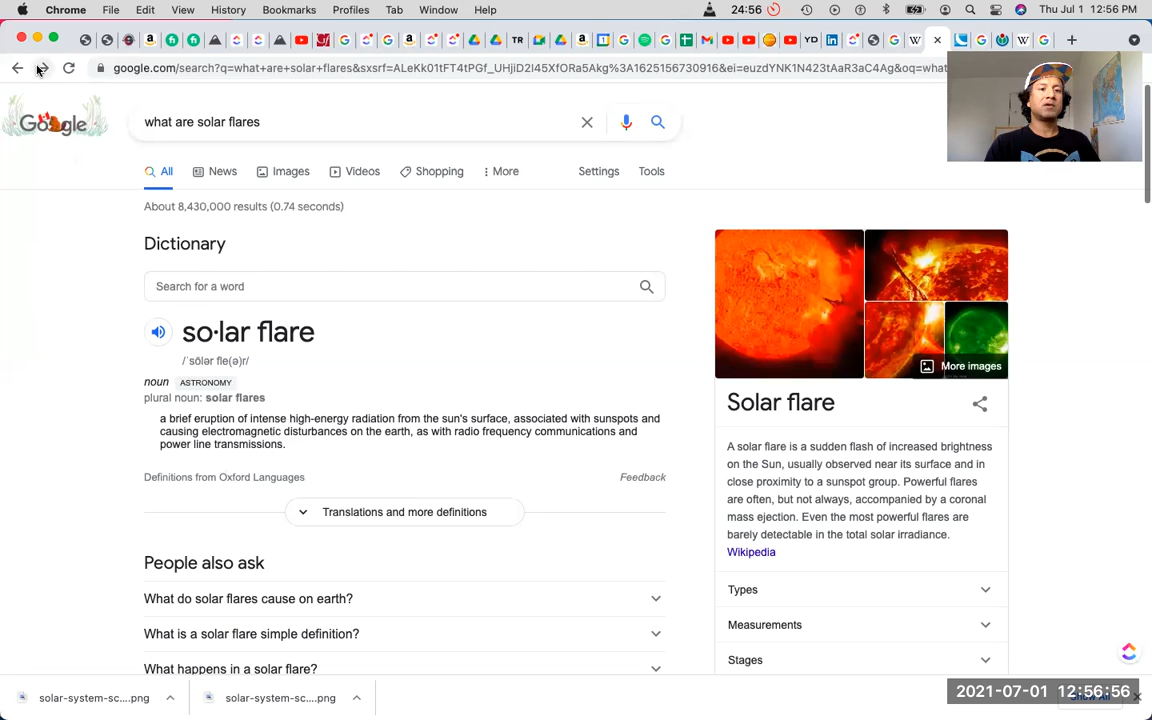 Chrome File Edit View History Bookmarks Profiles Tab Window Help 24:56 Thu Jul 1 12:56 PM
TR YD
google.com/search?q=what+are+solar+flares&sxsrf=ALeKk01tFT4tPGf_UHjiD2I45XfORa5Akg%3A1625156730916&ei=euzdYNK1N423tAaR3aC4Ag&oq=what
Google
what are solar flares
All News Images Videos Shopping More Settings Tools
About 8,430,000 results (0.74 seconds)
Dictionary
Search for a word
so·lar flare
/ˈsōlər fle(ə)r/
noun ASTRONOMY
plural noun: solar flares
a brief eruption of intense high-energy radiation from the sun's surface, associated with sunspots and
causing electromagnetic disturbances on the earth, as with radio frequency communications and
power line transmissions.
Definitions from Oxford Languages Feedback
Translations and more definitions
People also ask
What do solar flares cause on earth?
What is a solar flare simple definition?
What happens in a solar flare?
More images
Solar flare
A solar flare is a sudden flash of increased brightness
on the Sun, usually observed near its surface and in
close proximity to a sunspot group. Powerful flares
are often, but not always, accompanied by a coronal
mass ejection. Even the most powerful flares are
barely detectable in the total solar irradiance.
Wikipedia
Types
Measurements
Stages
solar-system-sc....png solar-system-sc....png
2021-07-01 12:56:56